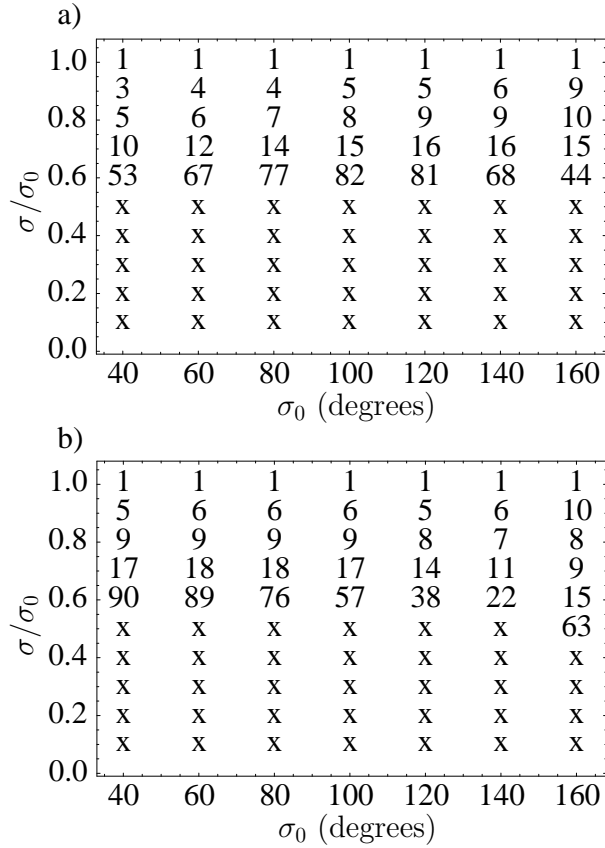 a)
1.0 1 1 1 1 1 1 1
3 4 4 5 5 6 9
0.8 5 6 7 8 9 9 10
10 12 14 15 16 16 15
0.6 53 67 77 82 81 68 44
x x x x x x x
0.4 x x x x x x x
x x x x x x x
0.2 x x x x x x x
x x x x x x x
0.0
σ/σ₀
40 60 80 100 120 140 160
σ₀ (degrees)
b)
1.0 1 1 1 1 1 1 1
5 6 6 6 5 6 10
0.8 9 9 9 9 8 7 8
17 18 18 17 14 11 9
0.6 90 89 76 57 38 22 15
x x x x x x 63
0.4 x x x x x x x
x x x x x x x
0.2 x x x x x x x
x x x x x x x
0.0
σ/σ₀
40 60 80 100 120 140 160
σ₀ (degrees)